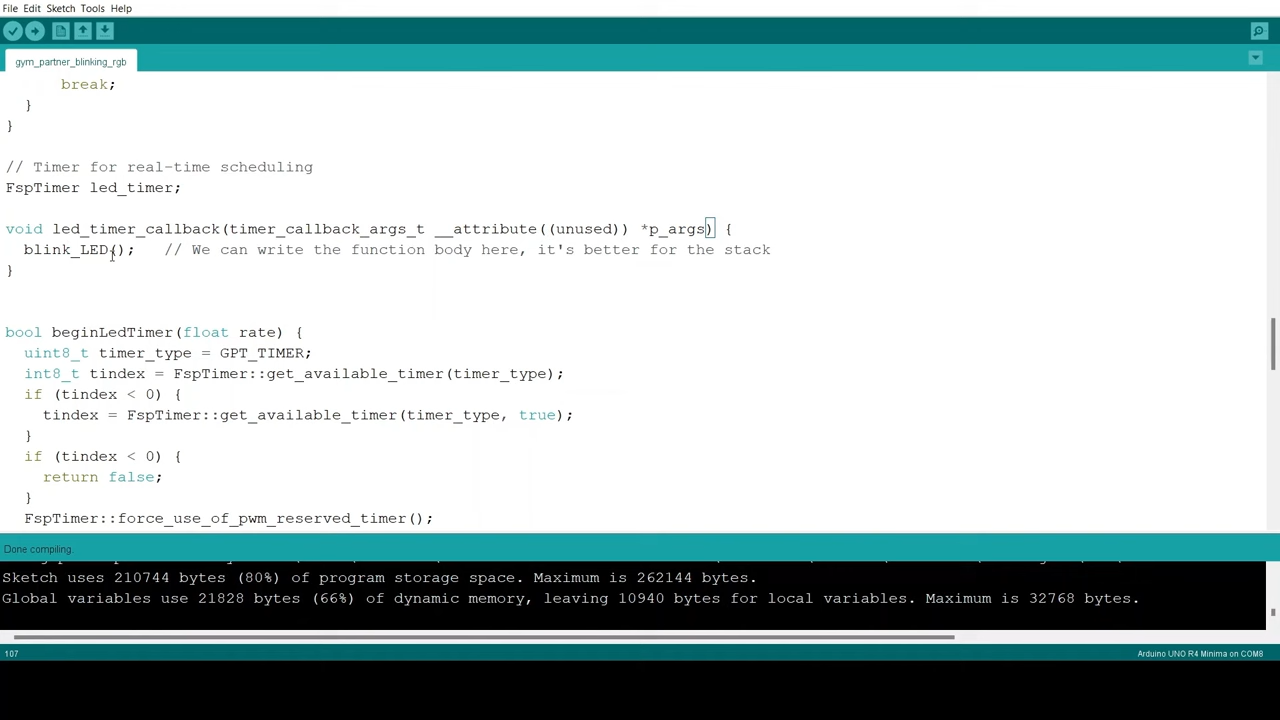 File Edit Sketch Tools Help
gym_partner_blinking_rgb
break;
}
}
// Timer for real-time scheduling
FspTimer led_timer;
void led_timer_callback(timer_callback_args_t __attribute((unused)) *p_args) {
blink_LED(); // We can write the function body here, it's better for the stack
}
bool beginLedTimer(float rate) {
uint8_t timer_type = GPT_TIMER;
int8_t tindex = FspTimer::get_available_timer(timer_type);
if (tindex < 0) {
tindex = FspTimer::get_available_timer(timer_type, true);
}
if (tindex < 0) {
return false;
}
FspTimer::force_use_of_pwm_reserved_timer();
Done compiling.
Sketch uses 210744 bytes (80%) of program storage space. Maximum is 262144 bytes.
Global variables use 21828 bytes (66%) of dynamic memory, leaving 10940 bytes for local variables. Maximum is 32768 bytes.
107 Arduino UNO R4 Minima on COM8